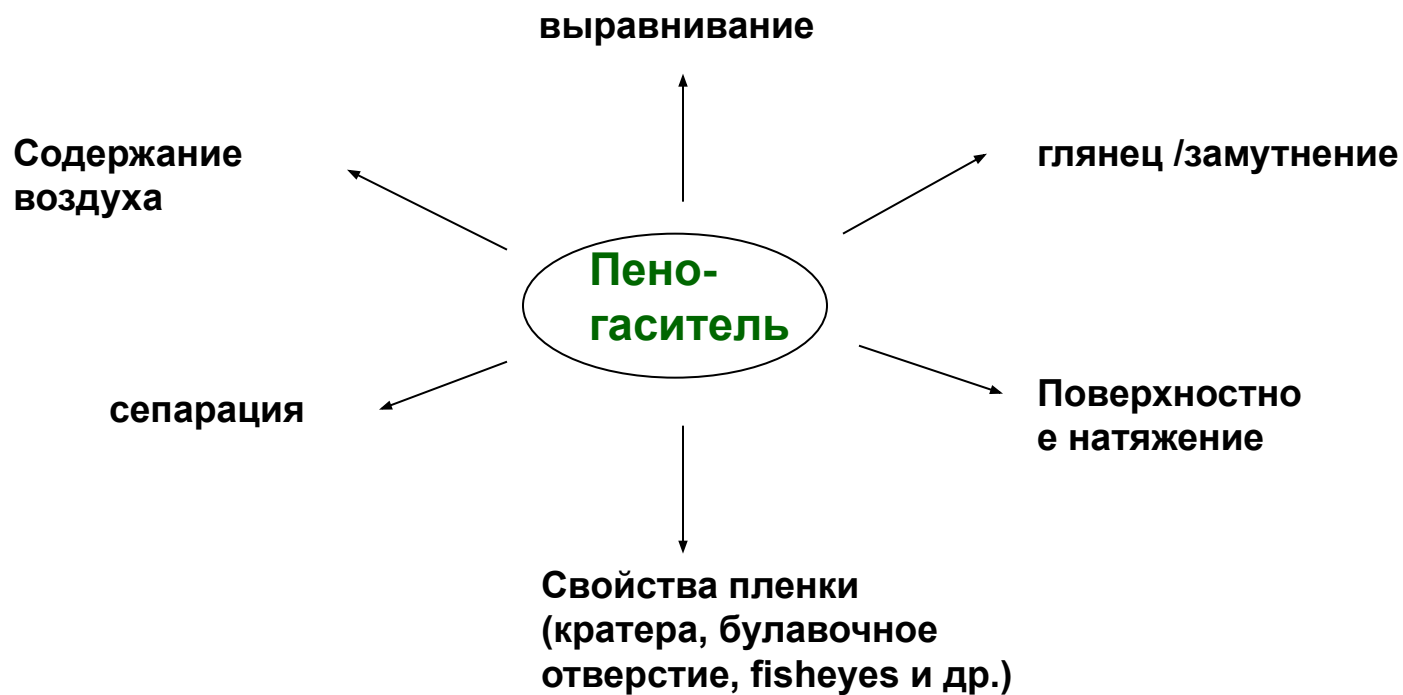 выравнивание
Содержание
воздуха
глянец /замутнение
Пено-
гаситель
сепарация
Поверхностно
е натяжение
Свойства пленки
(кратера, булавочное
отверстие, fisheyes и др.)